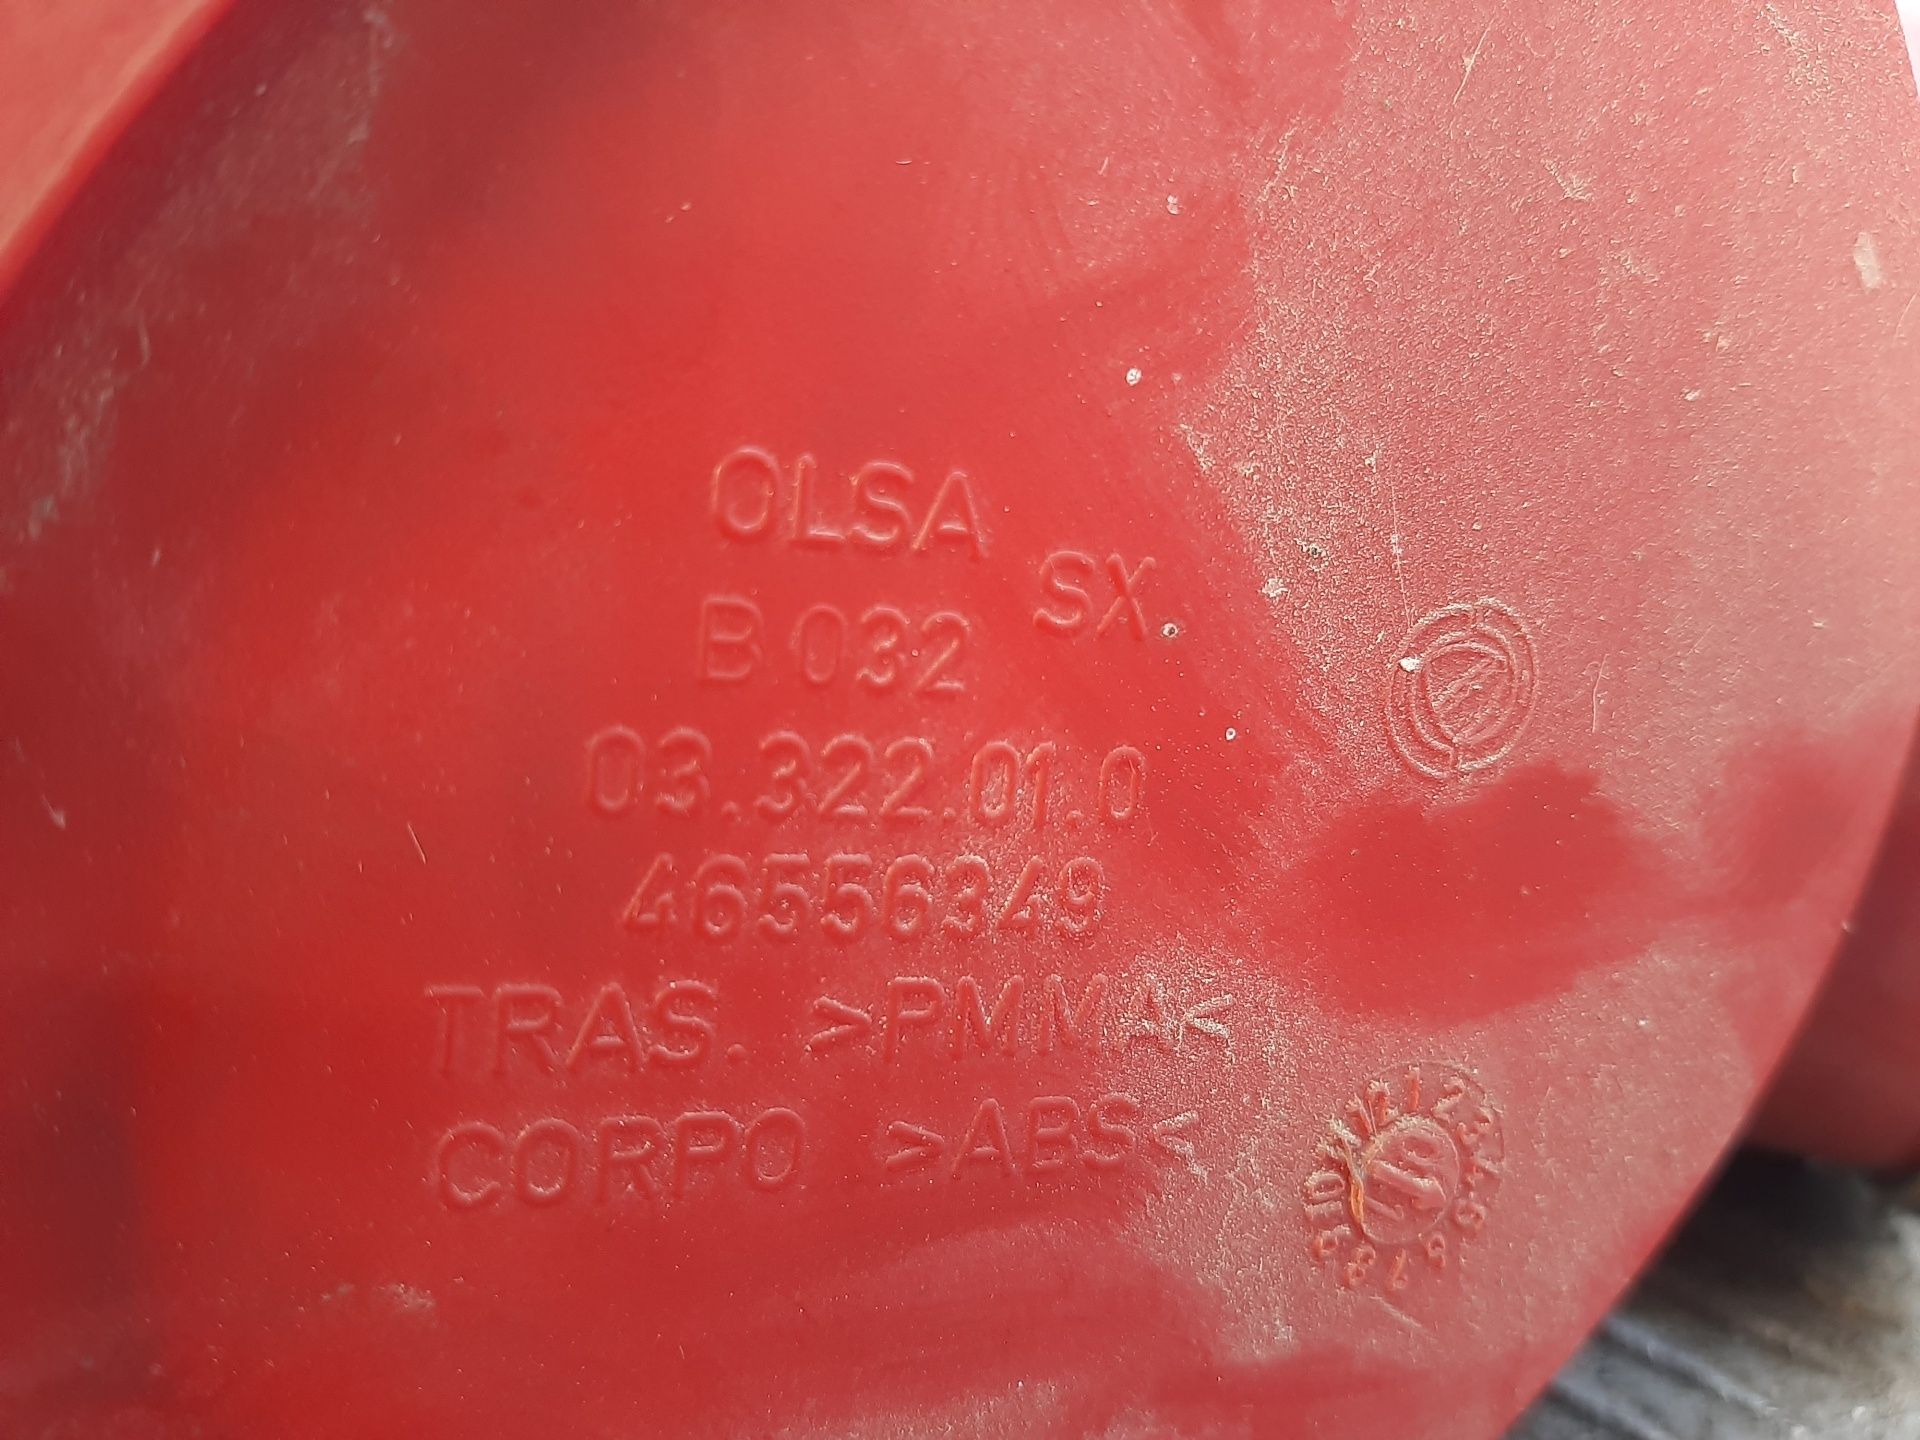 OLSA
SX.
B 032
03.322.01.0
46556349
TRAS. >PMMA<
CORPO >ABS<